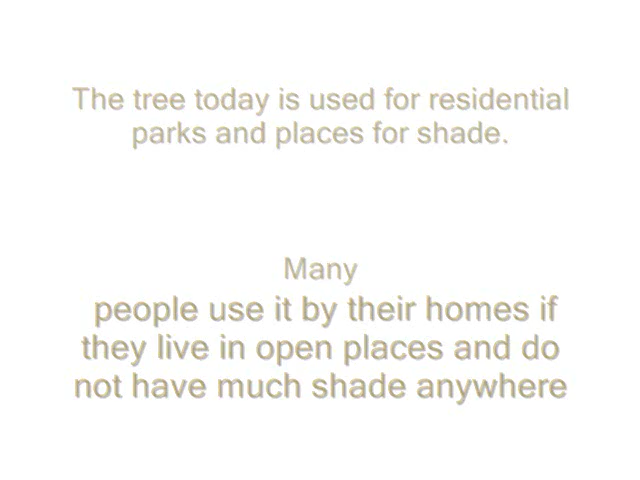 The tree today is used for residential
parks and places for shade.
Many
people use it by their homes if
they live in open places and do
not have much shade anywhere